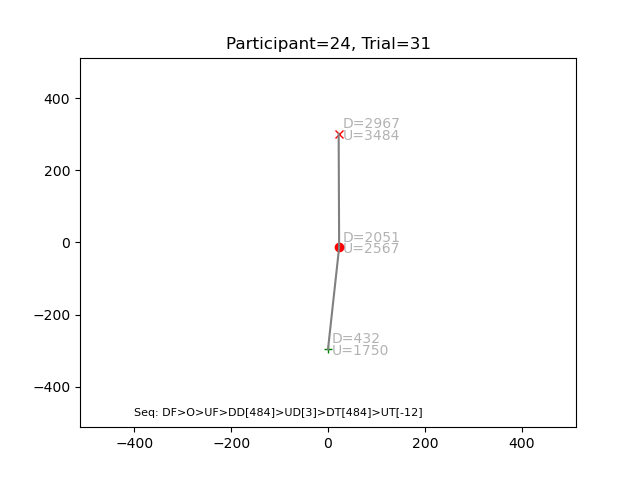 Participant=24, Trial=31
400
200
0
−200
−400
D=2967
U=3484
D=2051
U=2567
D=432
U=1750
Seq: DF>O>UF>DD[484]>UD[3]>DT[484]>UT[-12]
−400 −200 0 200 400